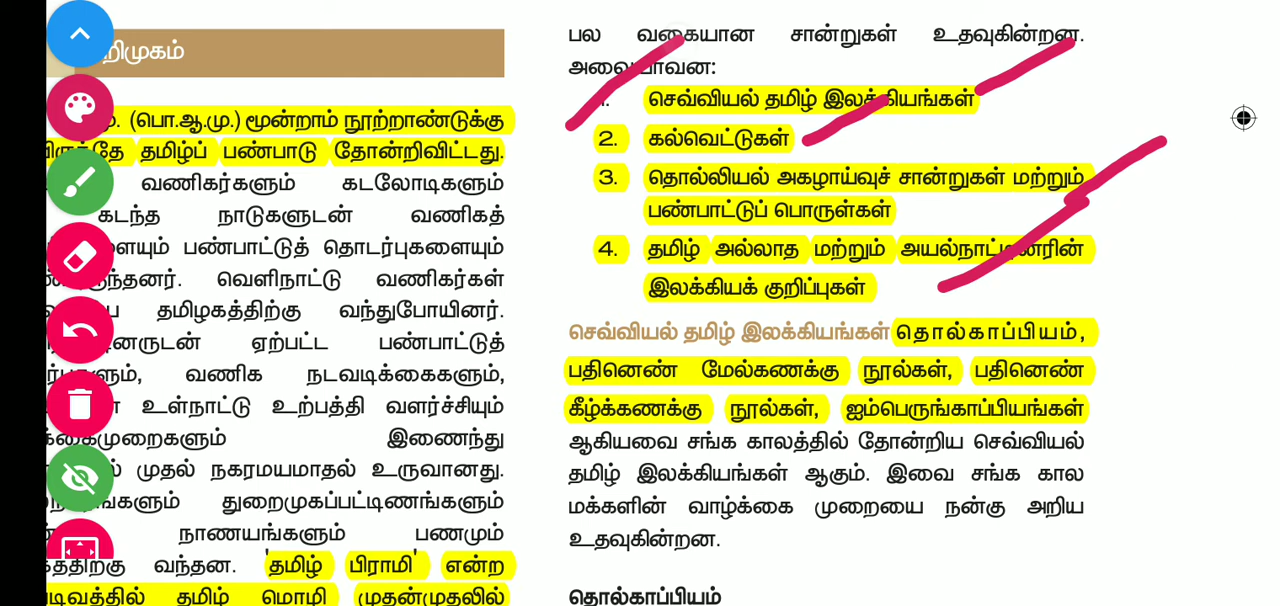 றிமுகம்
மு. (பொ.ஆ.மு.) மூன்றாம் நூற்றாண்டுக்கு
தமிழ்ப் பண்பாடு தோன்றிவிட்டது.
வணிகர்களும் கடலோடிகளும்
கடந்த நாடுகளுடன் வணிகத்
பண்பாட்டுத் தொடர்புகளையும்
வெளிநாட்டு வணிகர்கள்
தமிழகத்திற்கு வந்துபோயினர்.
ஏற்பட்ட பண்பாட்டுத்
வணிக நடவடிக்கைகளும்,
உள்நாட்டு உற்பத்தி வளர்ச்சியும்
இணைந்து
முதல் நகரமயமாதல் உருவானது.
துறைமுகப்பட்டிணங்களும்
நாணயங்களும் பணமும்
வந்தன. 'தமிழ் பிராமி' என்ற
தமிழ் மொழி முதன்முதலில்
பல வகையான சான்றுகள் உதவுகின்றன.
அவையாவன:
செவ்வியல் தமிழ் இலக்கியங்கள்
2. கல்வெட்டுகள்
3. தொல்லியல் அகழாய்வுச் சான்றுகள் மற்றும்
பண்பாட்டுப் பொருள்கள்
4. தமிழ் அல்லாத மற்றும் அயல்நாட்டினரின்
இலக்கியக் குறிப்புகள்
செவ்வியல் தமிழ் இலக்கியங்கள் தொல்காப்பியம்,
பதினெண் மேல்கணக்கு நூல்கள், பதினெண்
கீழ்க்கணக்கு நூல்கள், ஐம்பெருங்காப்பியங்கள்
ஆகியவை சங்க காலத்தில் தோன்றிய செவ்வியல்
தமிழ் இலக்கியங்கள் ஆகும். இவை சங்க கால
மக்களின் வாழ்க்கை முறையை நன்கு அறிய
உதவுகின்றன.
தொல்காப்பியம்